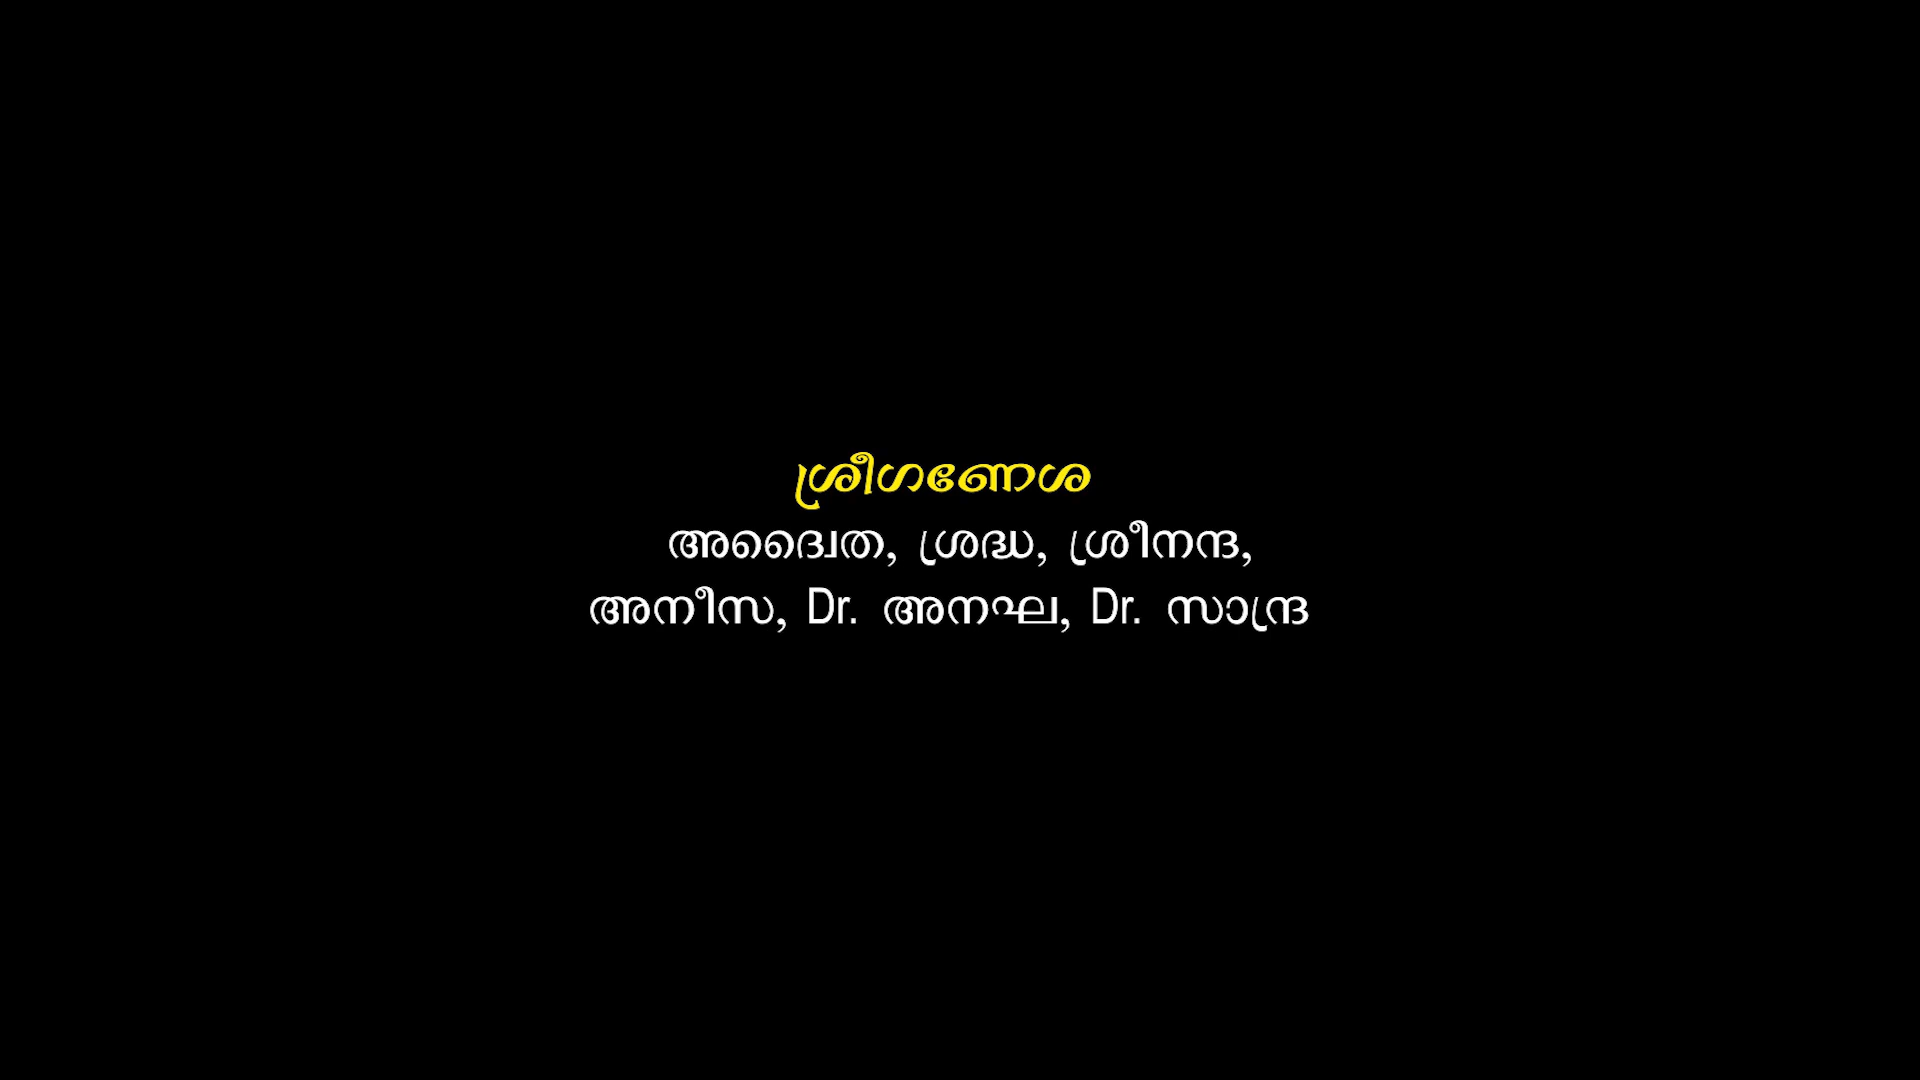 ശ്രീഗണേശ
അദ്വൈത, ശ്രദ്ധ, ശ്രീനന്ദ,
അനീസ, Dr. അനഘ, Dr. സാന്ദ്ര